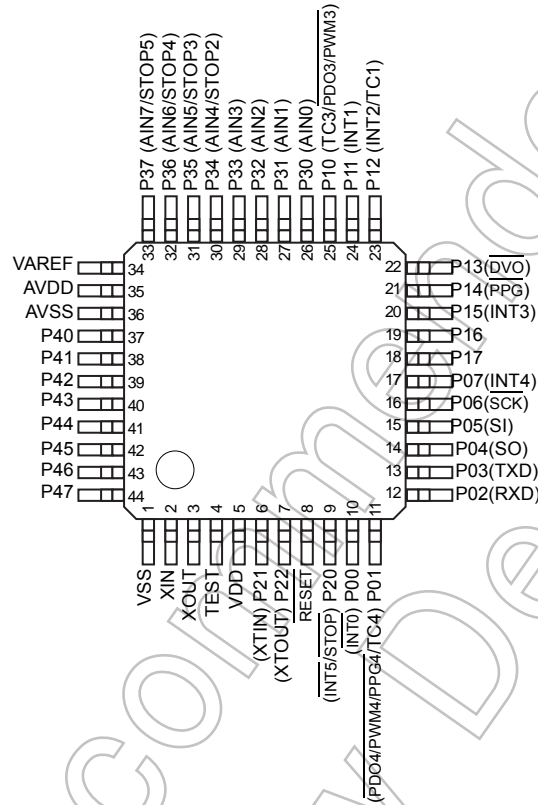 P37 (AIN7/STOP5)
P36 (AIN6/STOP4)
P35 (AIN5/STOP3)
P34 (AIN4/STOP2)
P33 (AIN3)
P32 (AIN2)
P31 (AIN1)
P30 (AIN0)
P10 (TC3/PDO3/PWM3)
P11 (INT1)
P12 (INT2/TC1)
33 32 31 30 29 28 27 26 25 24 23
VAREF 34
AVDD 35
AVSS 36
P40 37
P41 38
P42 39
P43 40
P44 41
P45 42
P46 43
P47 44
22 P13(DVO)
21 P14(PPG)
20 P15(INT3)
19 P16
18 P17
17 P07(INT4)
16 P06(SCK)
15 P05(SI)
14 P04(SO)
13 P03(TXD)
12 P02(RXD)
1 2 3 4 5 6 7 8 9 10 11
VSS
XIN
XOUT
TEST
VDD
(XTIN) P21
(XTOUT) P22
RESET
(INT5/STOP) P20
(INT0) P00
(PDO4/PWM4/PPG4/TC4) P01